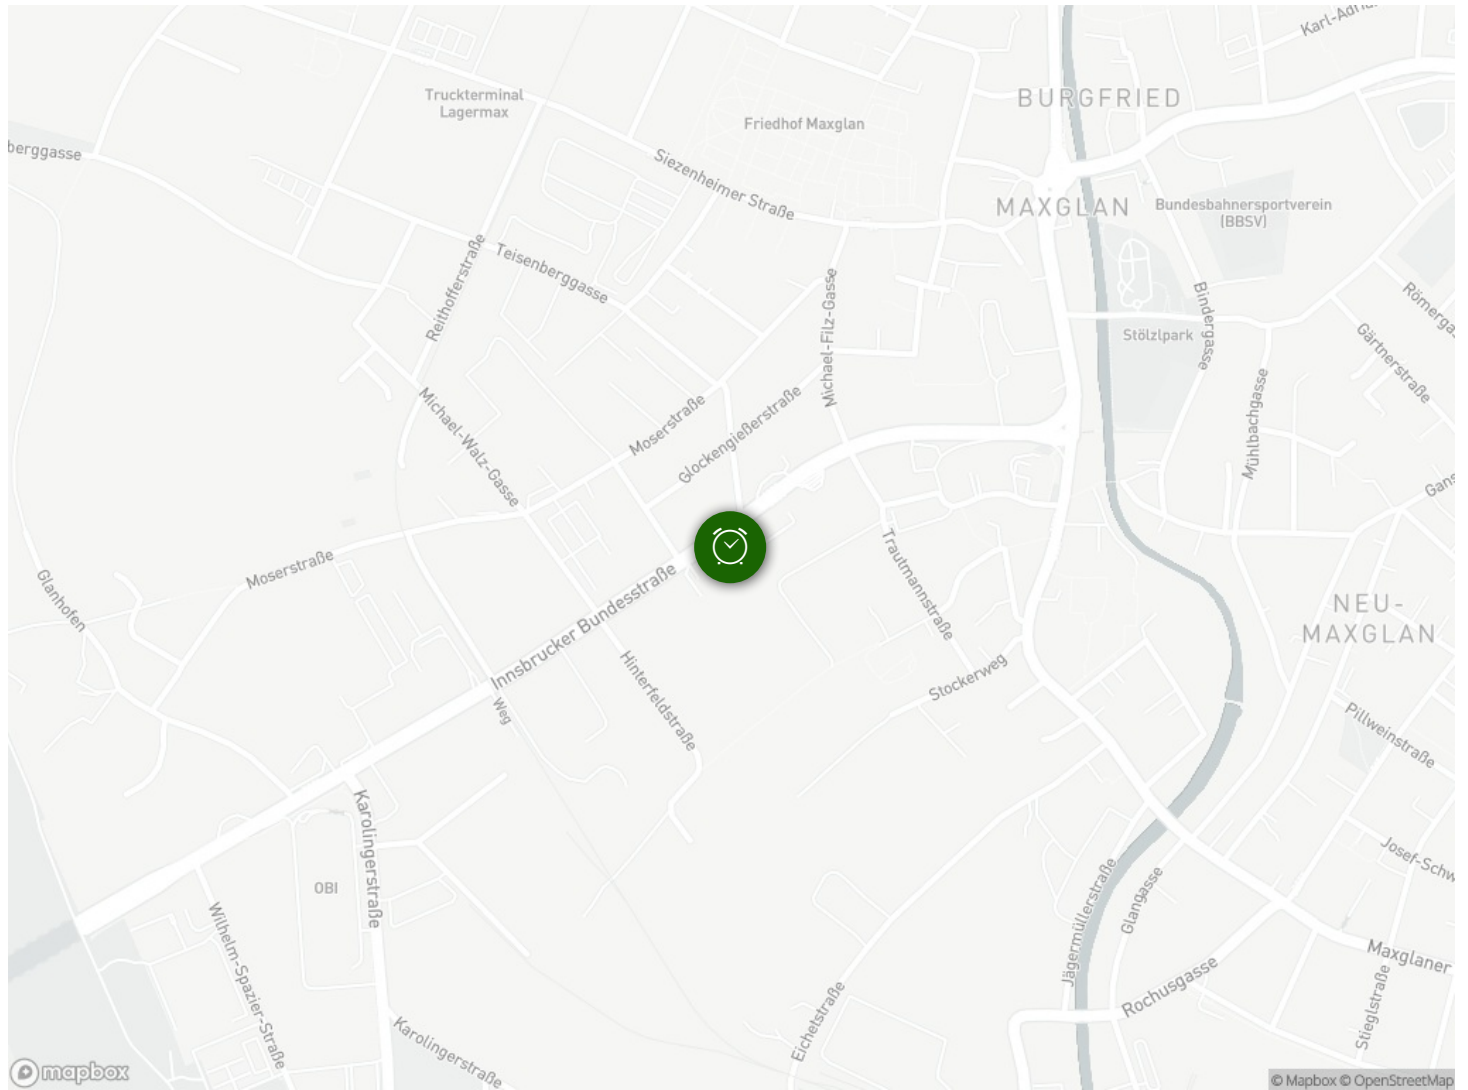 Karl-Adri
BURGFRIED
Truckterminal
Lagermax
Friedhof Maxglan
berggasse
Siezenheimer Straße
MAXGLAN
Bundesbahnersportverein
(BBSV)
Teisenberggasse
Reithofferstraße
Michael-Filz-Gasse
Bindergasse
Römerga
Stölzlpark
Gärtnerstraße
Michael-Walz-Gasse
Moserstraße
Glockengießerstraße
Mühlbachgasse
Gans
Moserstraße
Glanhofen
Innsbrucker Bundesstraße
Trautmannstraße
NEU-
MAXGLAN
Hinterfeldstraße
Stockerweg
Weg
Pillweinstraße
Karolingerstraße
OBI
Josef-Schw
Wilhelm-Spazier-Straße
Jägermüllerstraße
Glangasse
Maxglaner
Rochusgasse
Stieglstraße
Eichetstraße
Karolingerstraße
mapbox
© Mapbox © OpenStreetMap